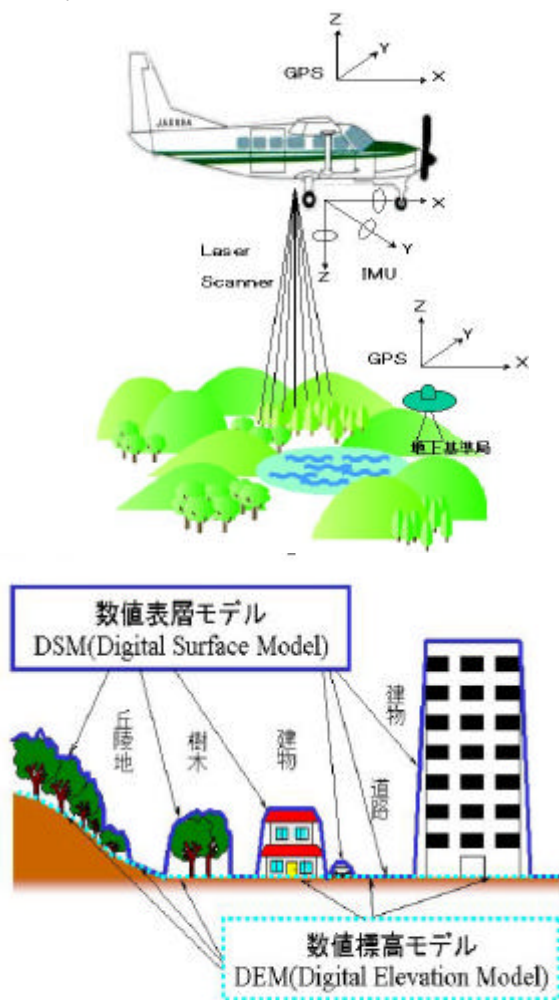 Z
Y
GPS
X
X
Laser
Y
Scanner
Z
IMU
Z
Y
GPS
X
地上基準局
数値表層モデル
DSM(Digital Surface Model)
丘陵地
樹木
建物
道路
建物
数値標高モデル
DEM(Digital Elevation Model)